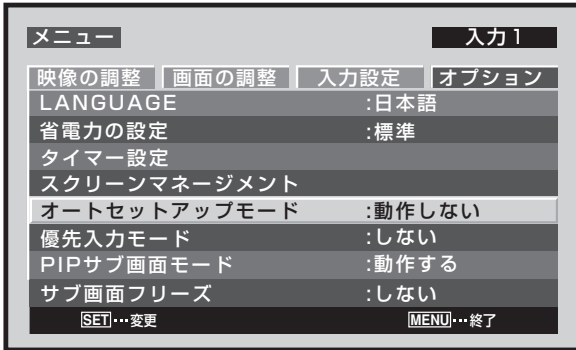 メニュー 入力1
映像の調整 画面の調整 入力設定 オプション
LANGUAGE :日本語
省電力の設定 :標準
タイマー設定
スクリーンマネージメント
オートセットアップモード :動作しない
優先入力モード :しない
PIPサブ画面モード :動作する
サブ画面フリーズ :しない
SET…変更 MENU…終了